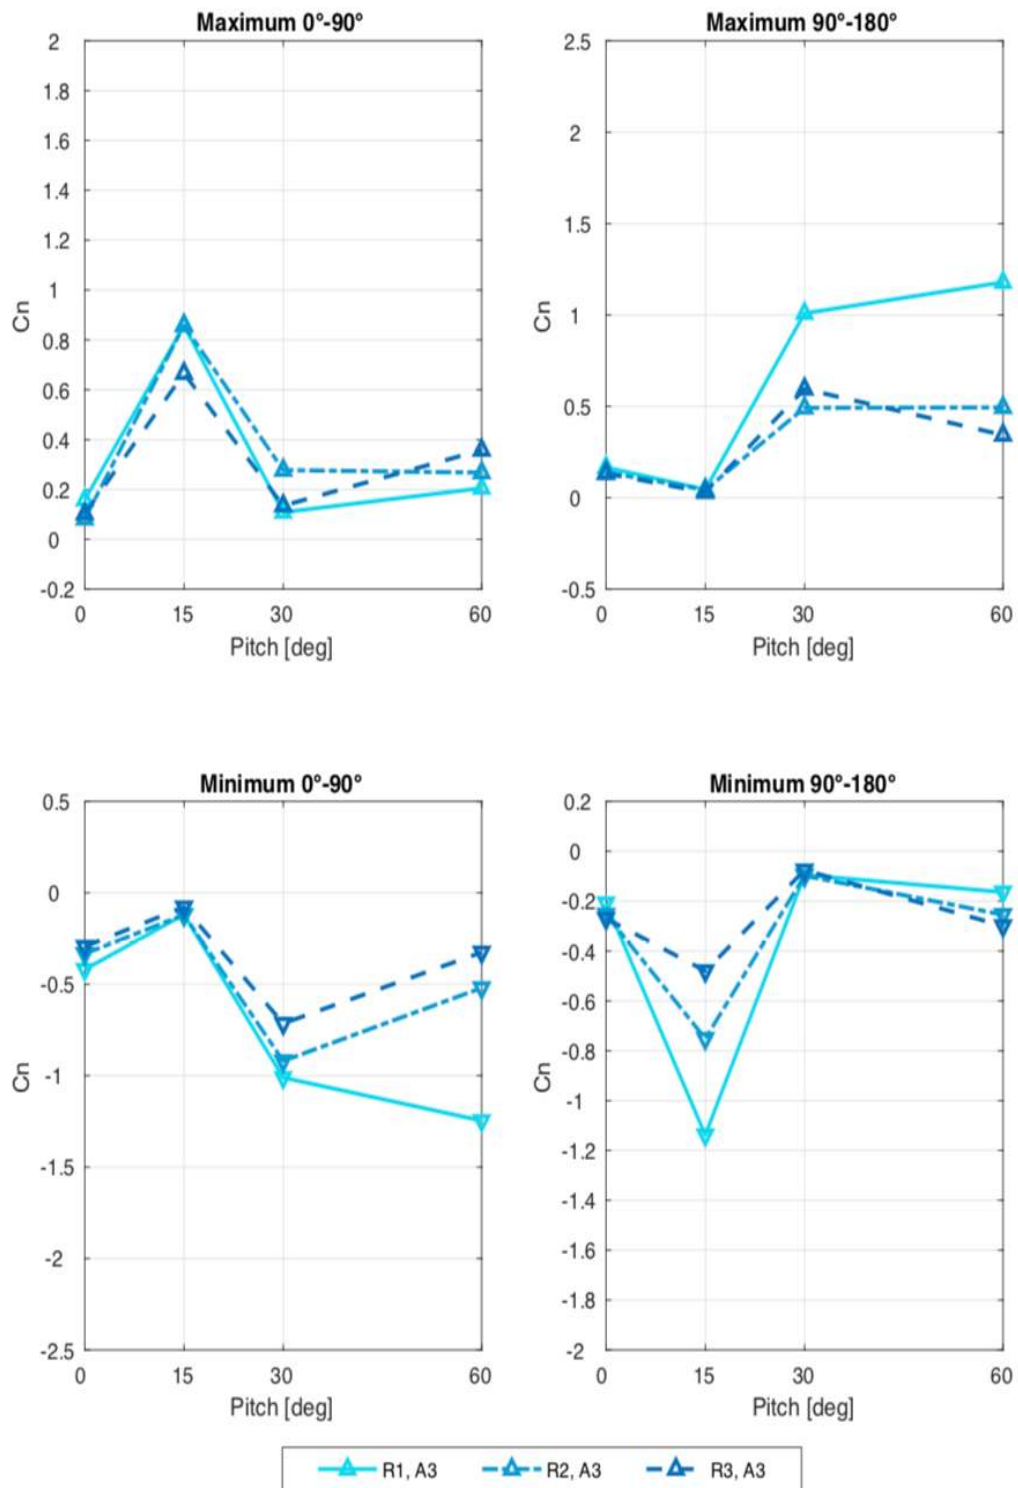 Maximum 0°-90°
2
1.8
1.6
1.4
1.2
1
0.8
0.6
0.4
0.2
0
-0.2
Cn
0 15 30 60
Pitch [deg]
Maximum 90°-180°
2.5
2
1.5
1
0.5
0
-0.5
Cn
0 15 30 60
Pitch [deg]
Minimum 0°-90°
0.5
0
-0.5
-1
-1.5
-2
-2.5
Cn
0 15 30 60
Pitch [deg]
Minimum 90°-180°
0.2
0
-0.2
-0.4
-0.6
-0.8
-1
-1.2
-1.4
-1.6
-1.8
-2
Cn
0 15 30 60
Pitch [deg]
R1, A3 R2, A3 R3, A3